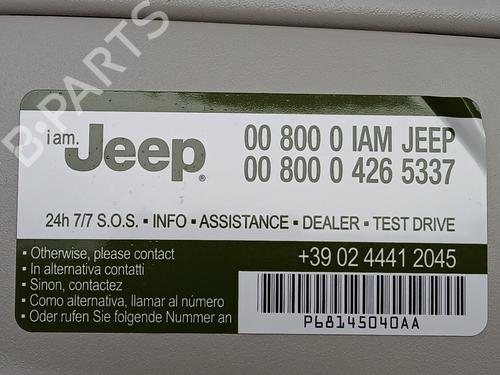 B-PARTS
i am.
Jeep®
00 800 0 IAM JEEP
00 800 0 426 5337
24h 7/7 S.O.S. ▪ INFO ▪ ASSISTANCE ▪ DEALER ▪ TEST DRIVE
▪ Otherwise, please contact
▪ In alternativa contatti
▪ Sinon, contactez
▪ Como alternativa, llamar al número
▪ Oder rufen Sie folgende Nummer an
+39 02 4441 2045
P68145040AA